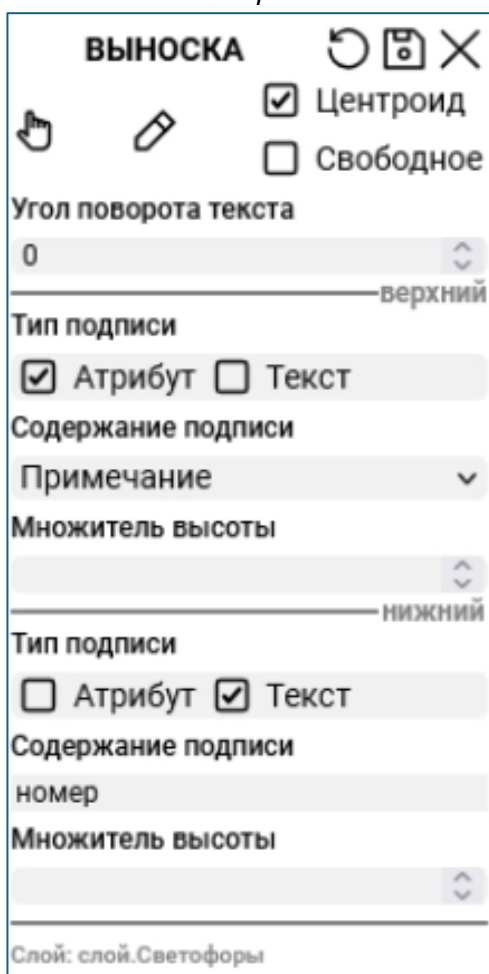 ВЫНОСКА
Центроид
Свободное
Угол поворота текста
0
верхний
Тип подписи
Атрибут Текст
Содержание подписи
Примечание
Множитель высоты
нижний
Тип подписи
Атрибут Текст
Содержание подписи
номер
Множитель высоты
Слой: слой.Светофоры